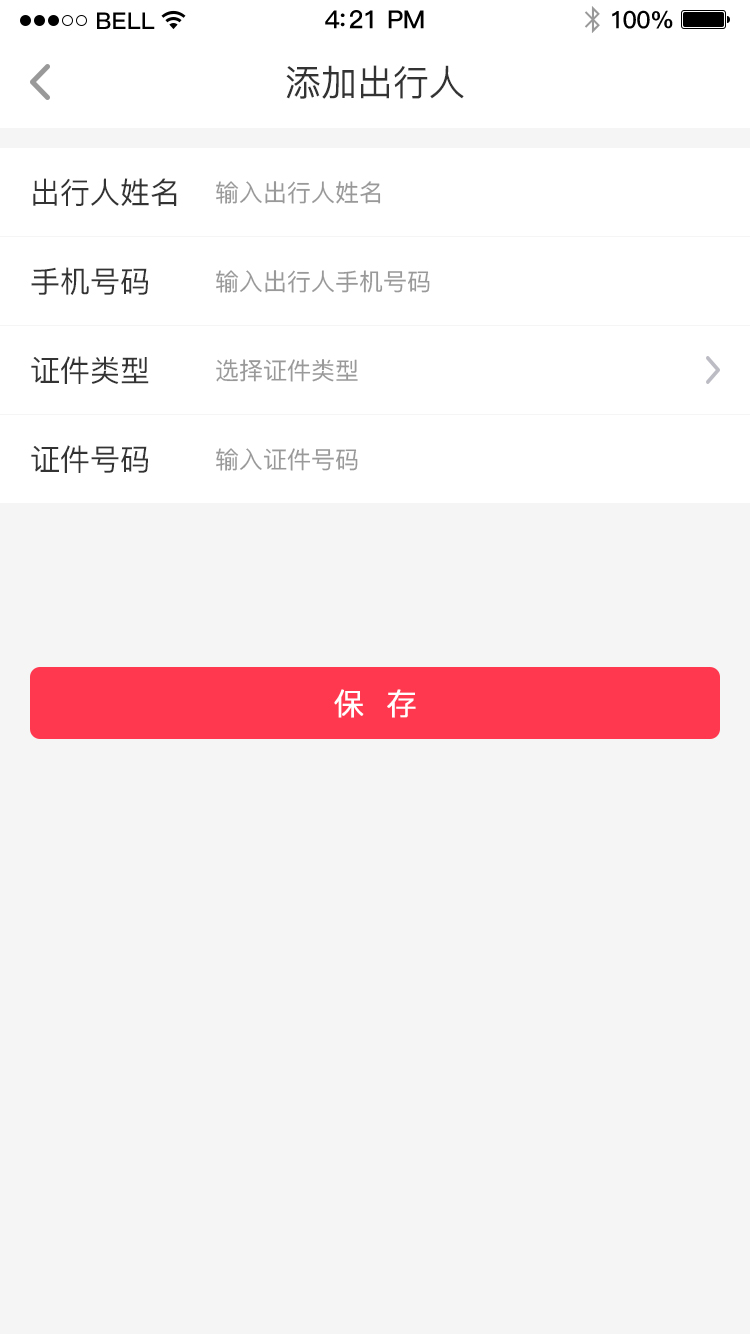 BELL 4:21 PM 100%
添加出行人
出行人姓名 输入出行人姓名
手机号码 输入出行人手机号码
证件类型 选择证件类型
证件号码 输入证件号码
保 存